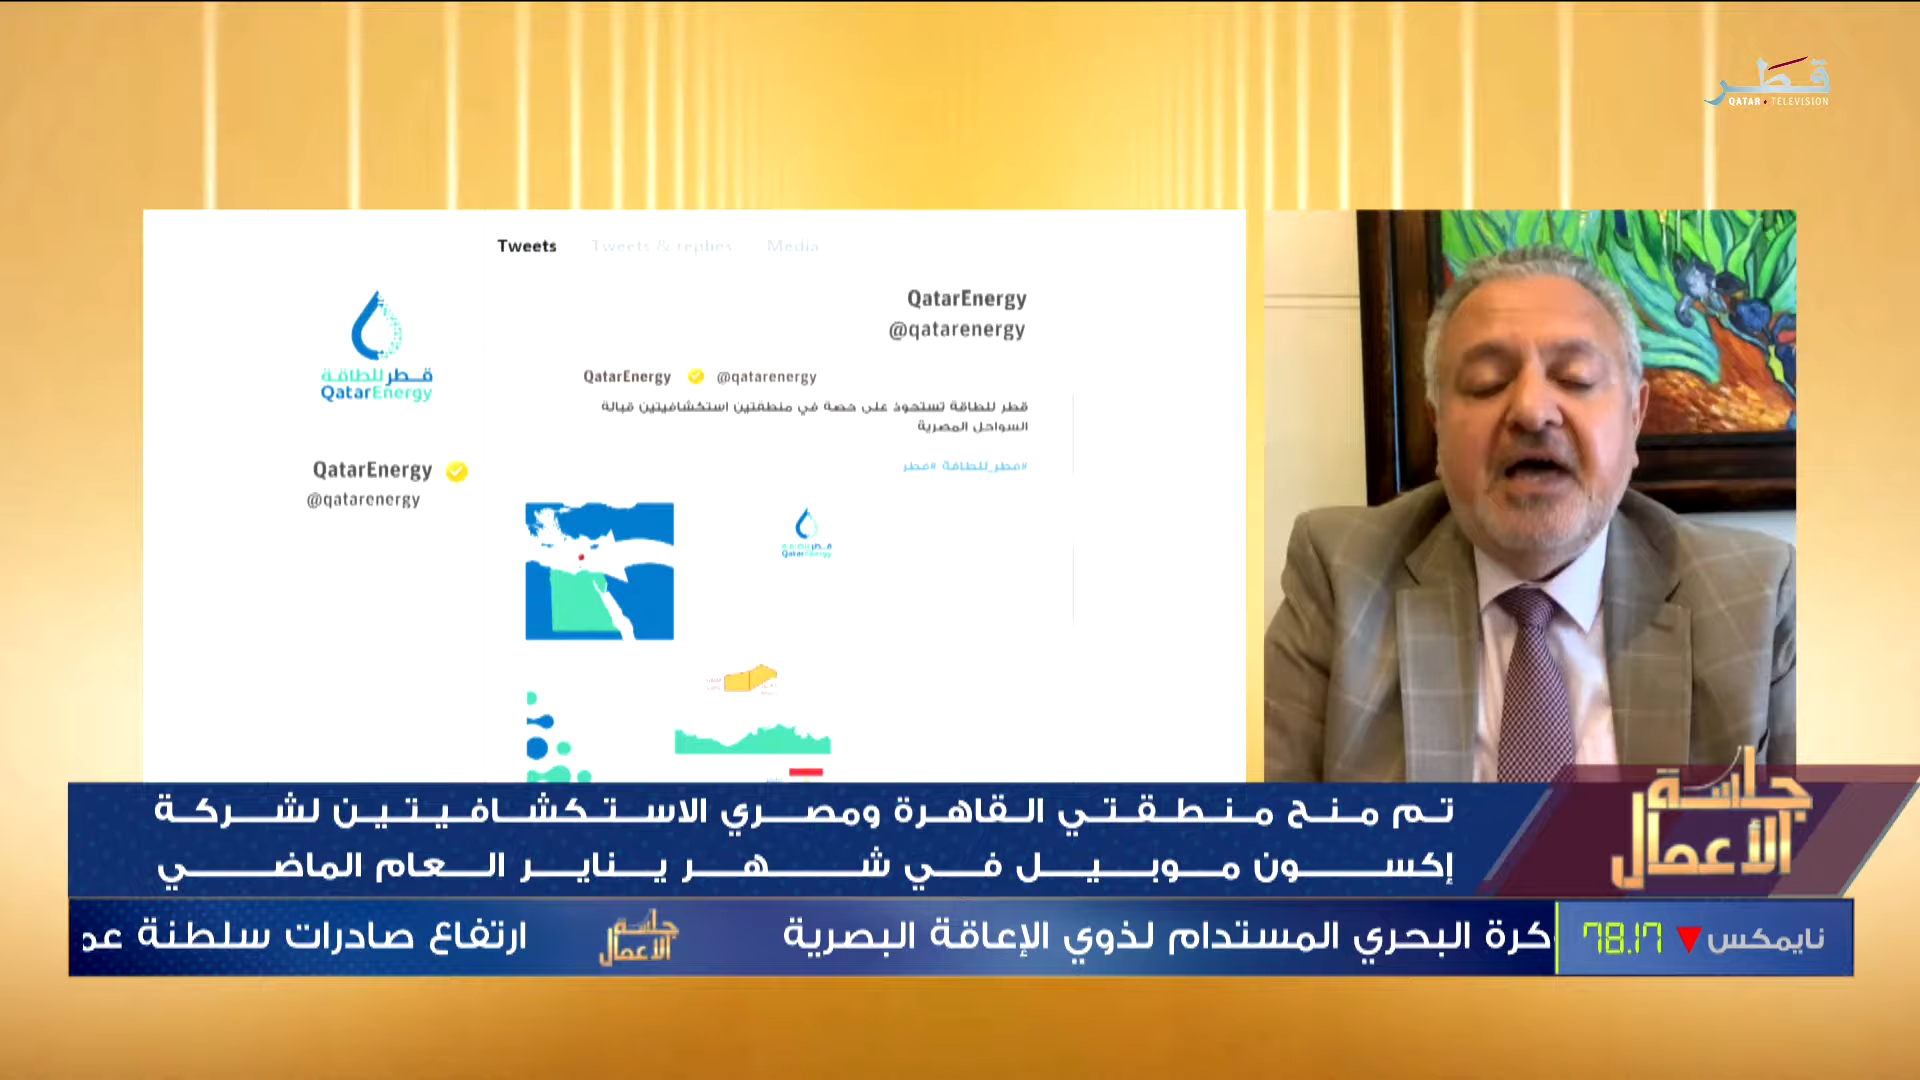 قطر
QATAR TELEVISION
Tweets Tweets & replies Media
قطر للطاقة
QatarEnergy
QatarEnergy
@qatarenergy
QatarEnergy
@qatarenergy
QatarEnergy @qatarenergy
قطر للطاقة تستحوذ على حصة في منطقتين استكشافيتين قبالة
السواحل المصرية
#قطر_للطاقة #قطر
قطر للطاقة
QatarEnergy
تم منح منطقتي القاهرة ومصري الاستكشافيتين لشركة
إكسون موبيل في شهر يناير العام الماضي
جلسة
الأعمال
نايمكس 78.17
كرة البحري المستدام لذوي الإعاقة البصرية
جلسة
الأعمال
ارتفاع صادرات سلطنة عم